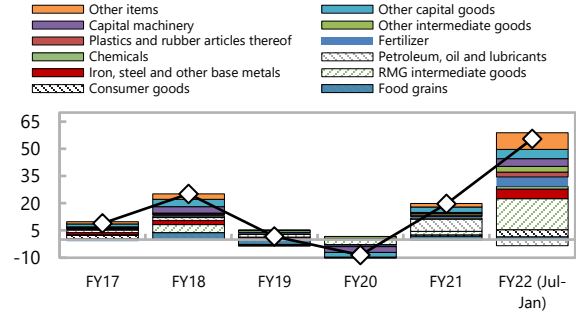 Other items
Other capital goods
Capital machinery
Other intermediate goods
Plastics and rubber articles thereof
Fertilizer
Chemicals
Petroleum, oil and lubricants
Iron, steel and other base metals
RMG intermediate goods
Consumer goods
Food grains
65
50
35
20
5
-10
FY17
FY18
FY19
FY20
FY21
FY22 (Jul-
Jan)